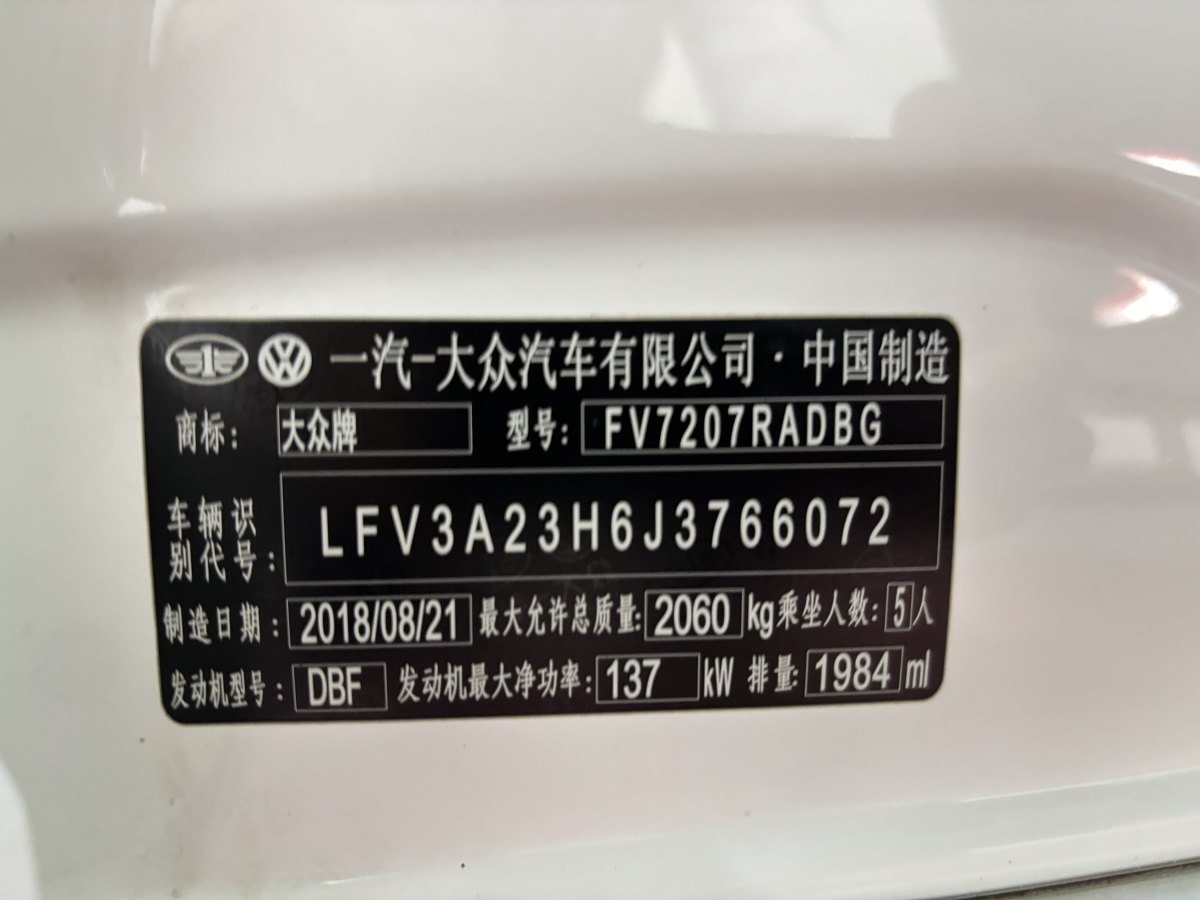 一汽-大众汽车有限公司·中国制造
商标: 大众牌 型号: FV7207RADBG
车辆识
别代号: LFV3A23H6J3766072
制造日期: 2018/08/21 最大允许总质量: 2060 kg 乘坐人数: 5 人
发动机型号: DBF 发动机最大净功率: 137 kW 排量: 1984 ml